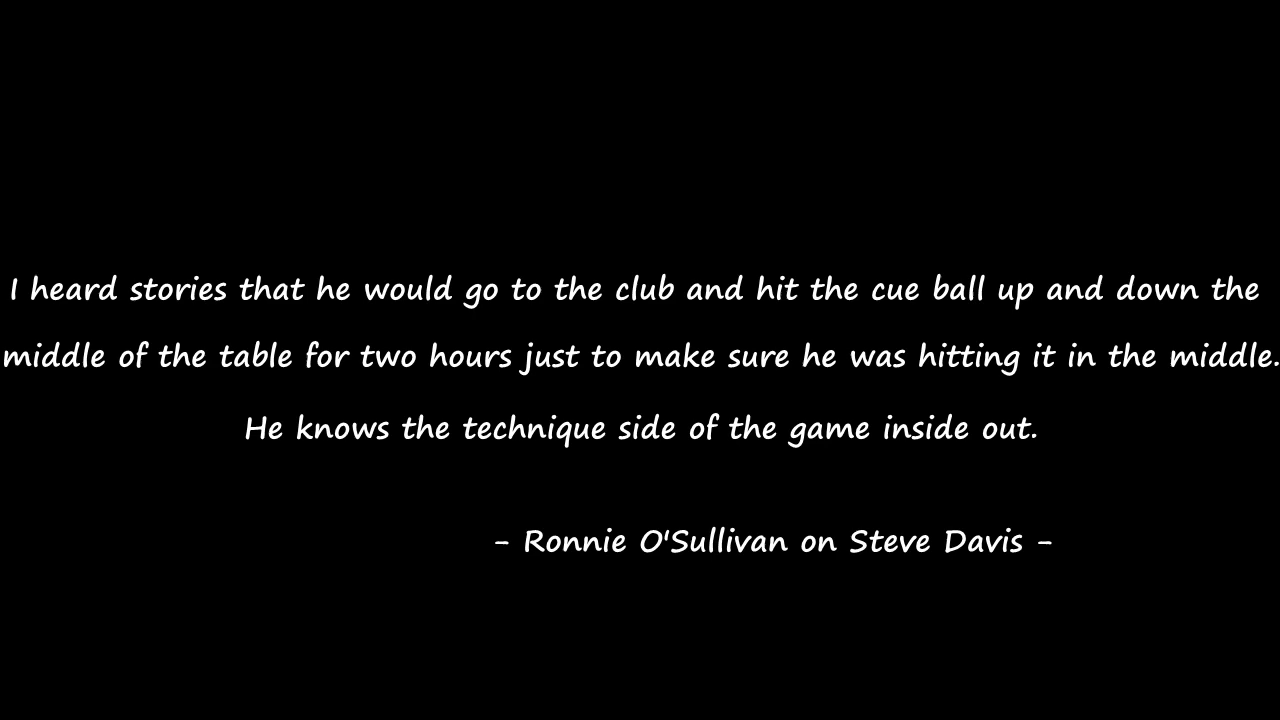 I heard stories that he would go to the club and hit the cue ball up and down the
middle of the table for two hours just to make sure he was hitting it in the middle.
He knows the technique side of the game inside out.
- Ronnie O'Sullivan on Steve Davis -